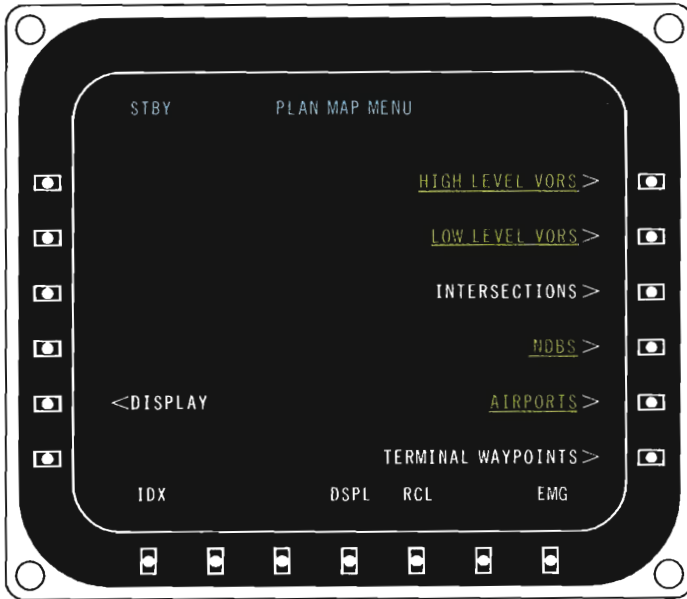 STBY PLAN MAP MENU
HIGH LEVEL VORS>
LOW LEVEL VORS>
INTERSECTIONS>
NDBS>
<DISPLAY AIRPORTS>
TERMINAL WAYPOINTS>
IDX DSPL RCL EMG